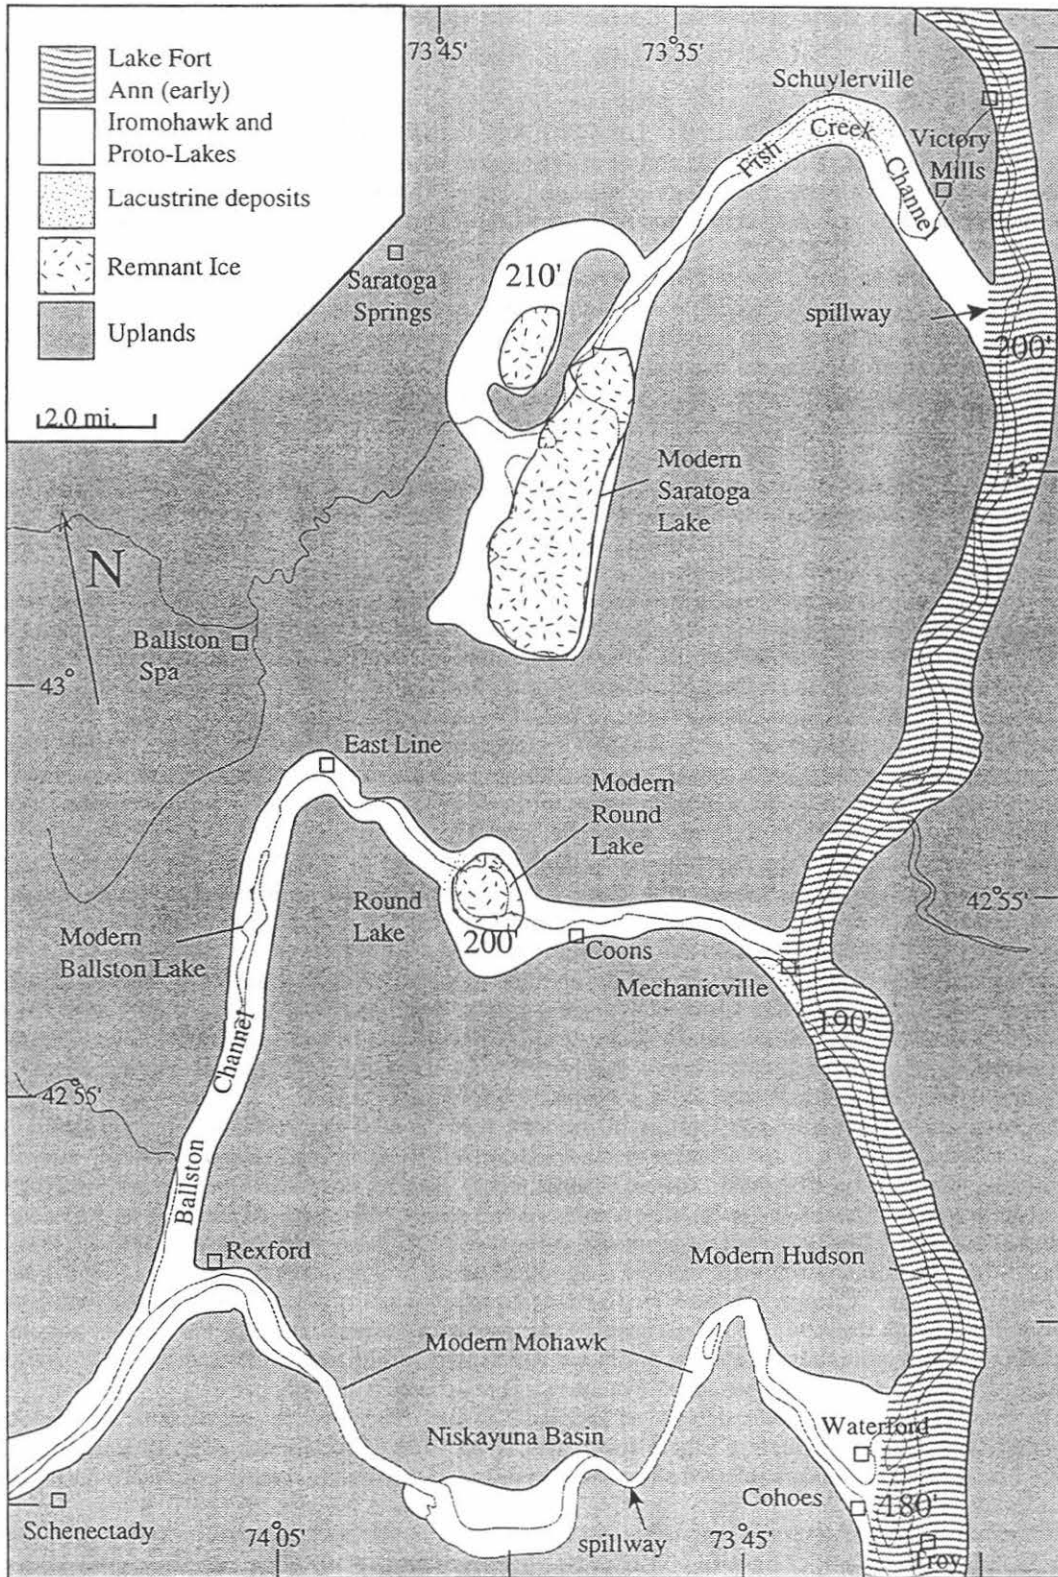 Lake Fort
Ann (early)
Iromohawk and
Proto-Lakes
Lacustrine deposits
Remnant Ice
Uplands
2.0 mi.
73°45'
73°35'
Schuylerville
Victory
Mills
Fish Creek Channel
Saratoga
Springs
210'
spillway
200'
Modern
Saratoga
Lake
43°
N
Ballston
Spa
43°
East Line
Modern
Round
Lake
Round
Lake
200'
Coons
Mechanicville
42°55'
Modern
Ballston Lake
190'
Ballston Channel
42°55'
Rexford
Modern Hudson
Modern Mohawk
Niskayuna Basin
Waterford
Cohoes
180'
Schenectady
74°05'
spillway
73°45'
Troy